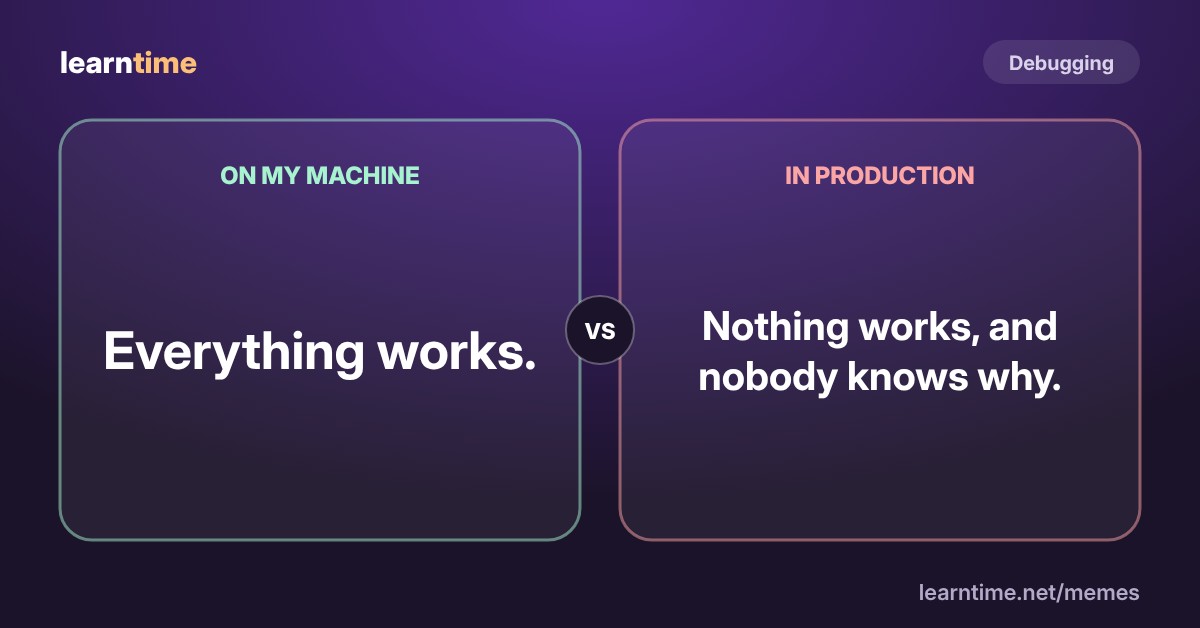 learntime
Debugging
ON MY MACHINE
Everything works.
VS
IN PRODUCTION
Nothing works, and
nobody knows why.
learntime.net/memes